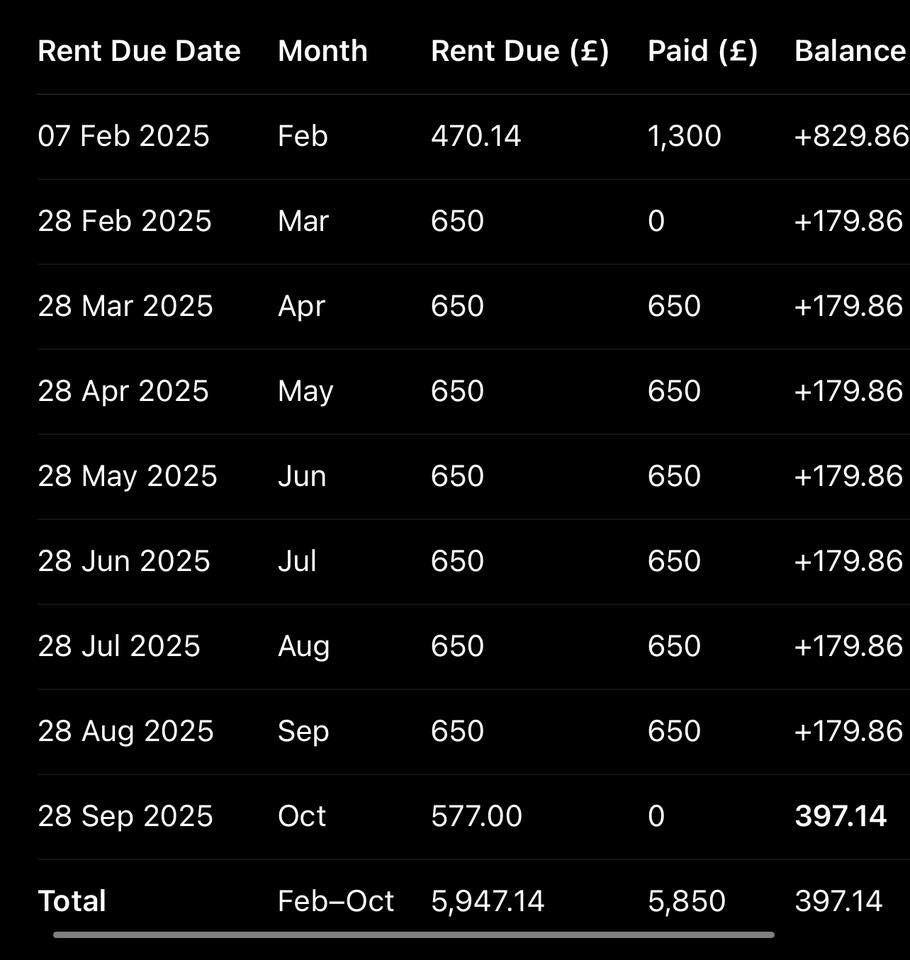 Rent Due Date Month Rent Due (£) Paid (£) Balance
07 Feb 2025 Feb 470.14 1,300 +829.86
28 Feb 2025 Mar 650 0 +179.86
28 Mar 2025 Apr 650 650 +179.86
28 Apr 2025 May 650 650 +179.86
28 May 2025 Jun 650 650 +179.86
28 Jun 2025 Jul 650 650 +179.86
28 Jul 2025 Aug 650 650 +179.86
28 Aug 2025 Sep 650 650 +179.86
28 Sep 2025 Oct 577.00 0 397.14
Total Feb–Oct 5,947.14 5,850 397.14